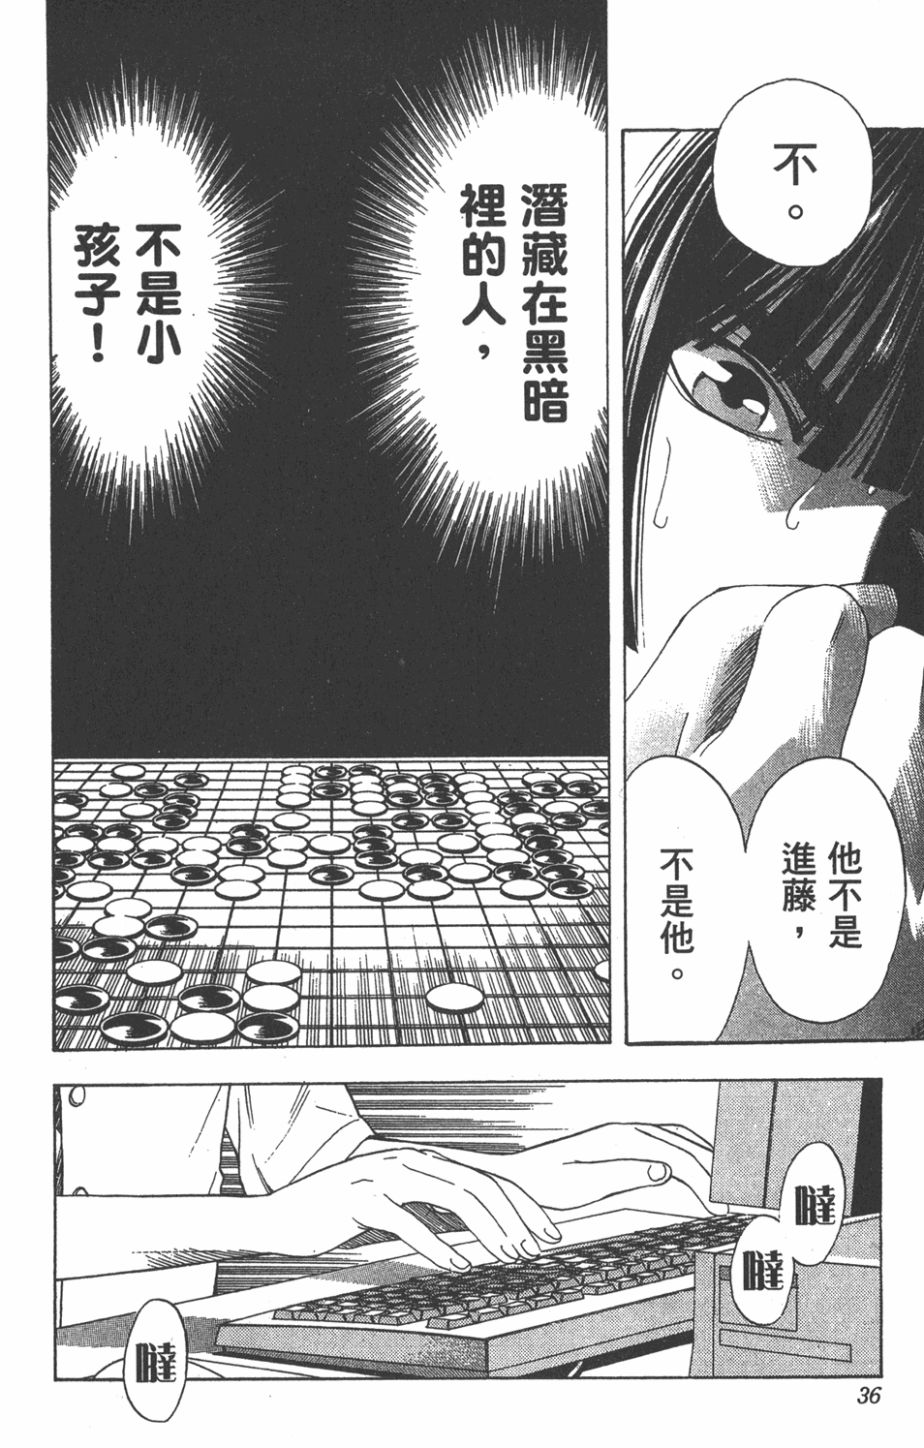 不。
他不是
進藤，
不是他。
潛藏在黑暗
裡的人，
不是小
孩子！
噠
噠
噠
36